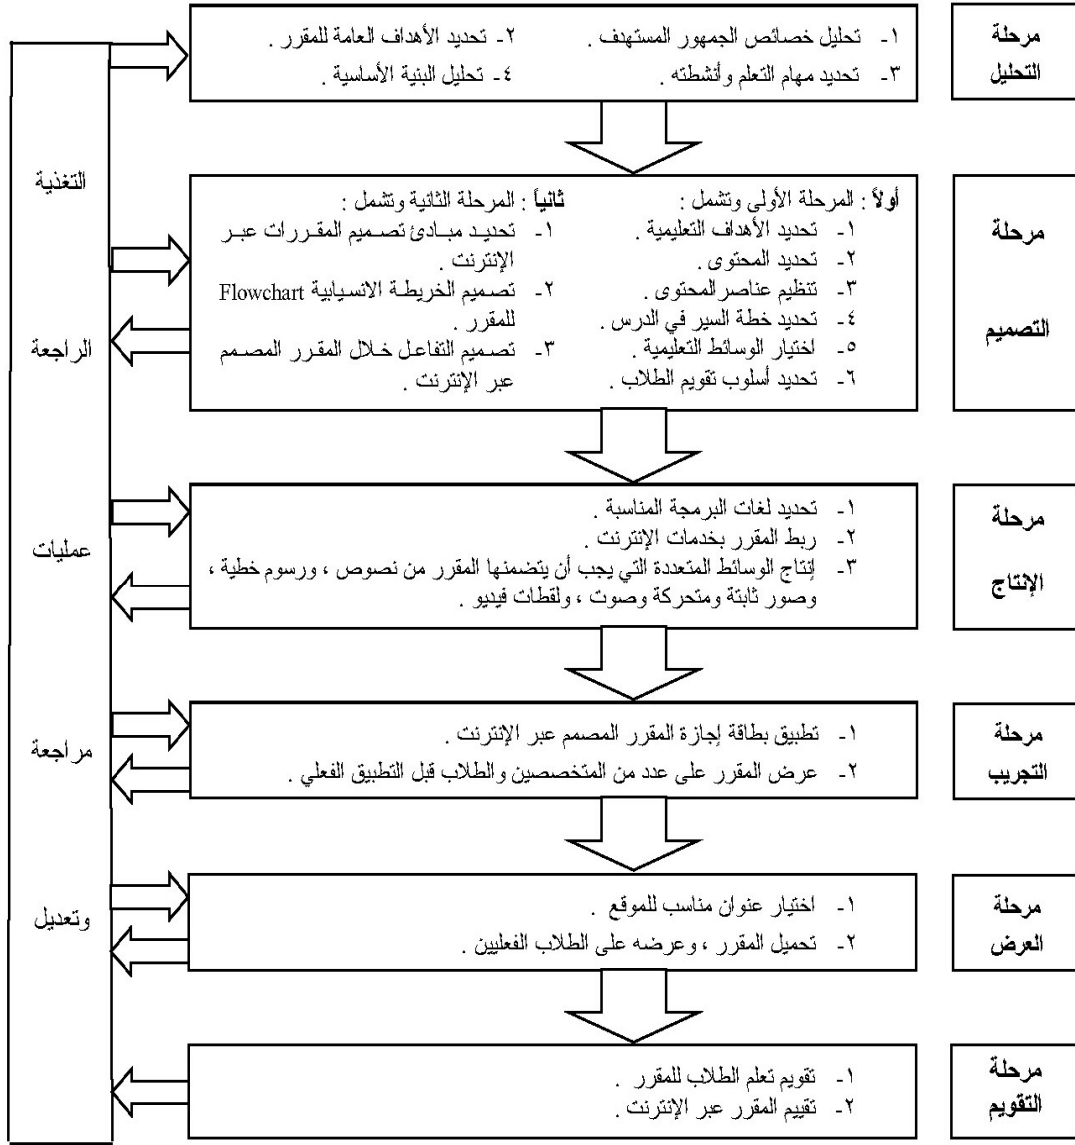 مرحلة
التحليل
١- تحليل خصائص الجمهور المستهدف . ٢- تحديد الأهداف العامة للمقرر .
٣- تحديد مهام التعلم وأنشطته . ٤- تحليل البنية الأساسية .
مرحلة
التصميم
أولاً : المرحلة الأولى وتشمل :
١- تحديد الأهداف التعليمية .
٢- تحديد المحتوى .
٣- تنظيم عناصر المحتوى .
٤- تحديد خطة السير في الدرس .
٥- اختيار الوسائط التعليمية .
٦- تحديد أسلوب تقويم الطلاب .
ثانياً : المرحلة الثانية وتشمل :
١- تحديد مبادئ تصميم المقررات عبر
الإنترنت .
٢- تصميم الخريطة الانسيابية Flowchart
للمقرر .
٣- تصميم التفاعل خلال المقرر المصمم
عبر الإنترنت .
مرحلة
الإنتاج
١- تحديد لغات البرمجة المناسبة .
٢- ربط المقرر بخدمات الإنترنت .
٣- إنتاج الوسائط المتعددة التي يجب أن يتضمنها المقرر من نصوص ، ورسوم خطية ،
وصور ثابتة ومتحركة وصوت ، ولقطات فيديو .
مرحلة
التجريب
١- تطبيق بطاقة إجازة المقرر المصمم عبر الإنترنت .
٢- عرض المقرر على عدد من المتخصصين والطلاب قبل التطبيق الفعلي .
مرحلة
العرض
١- اختيار عنوان مناسب للموقع .
٢- تحميل المقرر ، وعرضه على الطلاب الفعليين .
مرحلة
التقويم
١- تقويم تعلم الطلاب للمقرر .
٢- تقييم المقرر عبر الإنترنت .
التغذية
الراجعة
عمليات
مراجعة
وتعديل